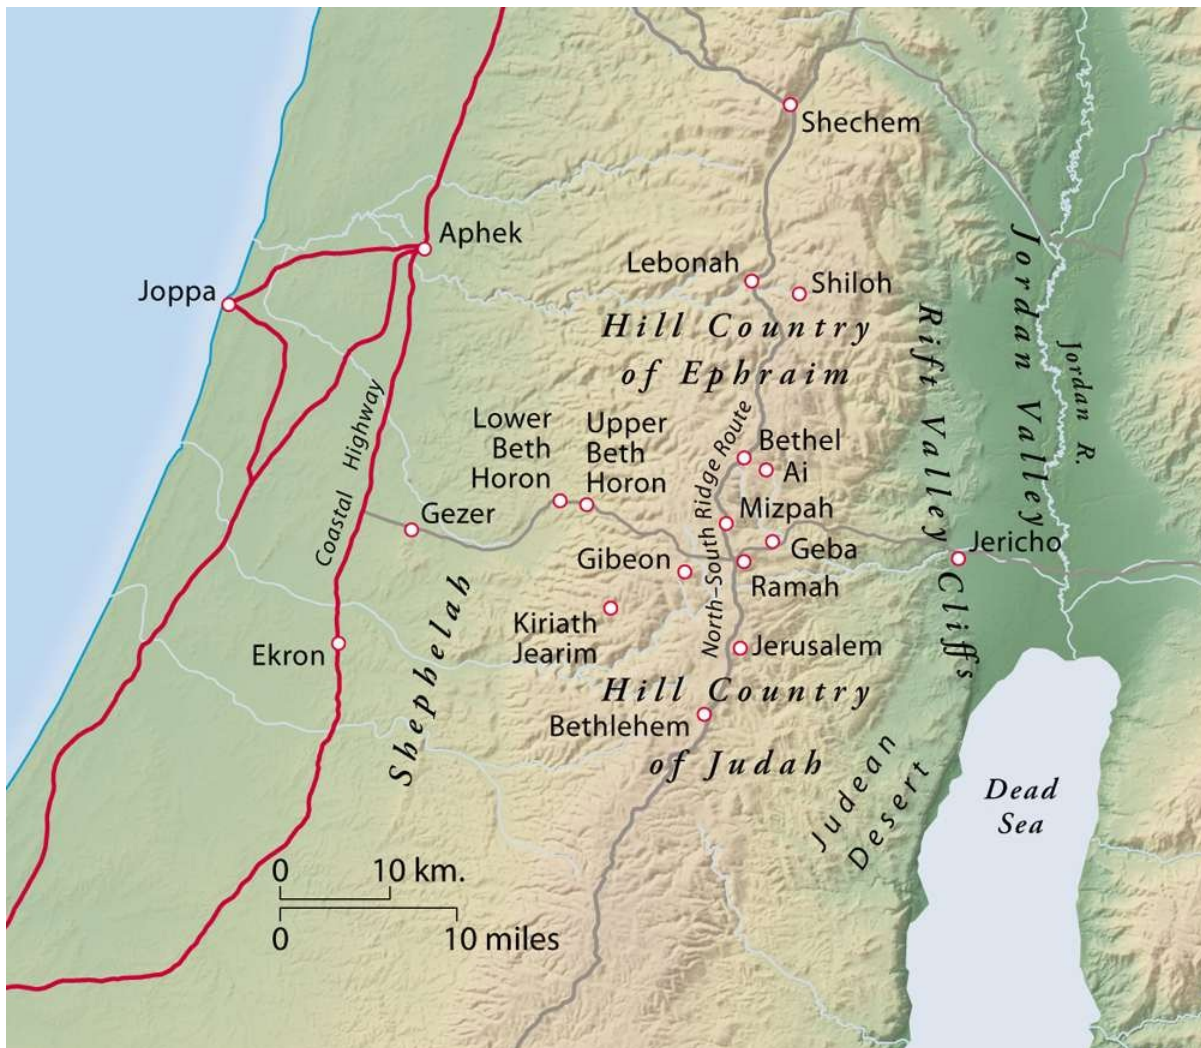 Shechem
Aphek
Lebonah
Shiloh
Joppa
Hill Country
of Ephraim
Rift Valley Cliffs
Jordan Valley
Jordan R.
Coastal Highway
North–South Ridge Route
Lower
Beth
Horon
Upper
Beth
Horon
Bethel
Ai
Mizpah
Gezer
Geba
Jericho
Gibeon
Ramah
Kiriath
Jearim
Jerusalem
Ekron
Shephelah
Hill Country
of Judah
Bethlehem
Judean
Desert
Dead
Sea
0 10 km.
0 10 miles